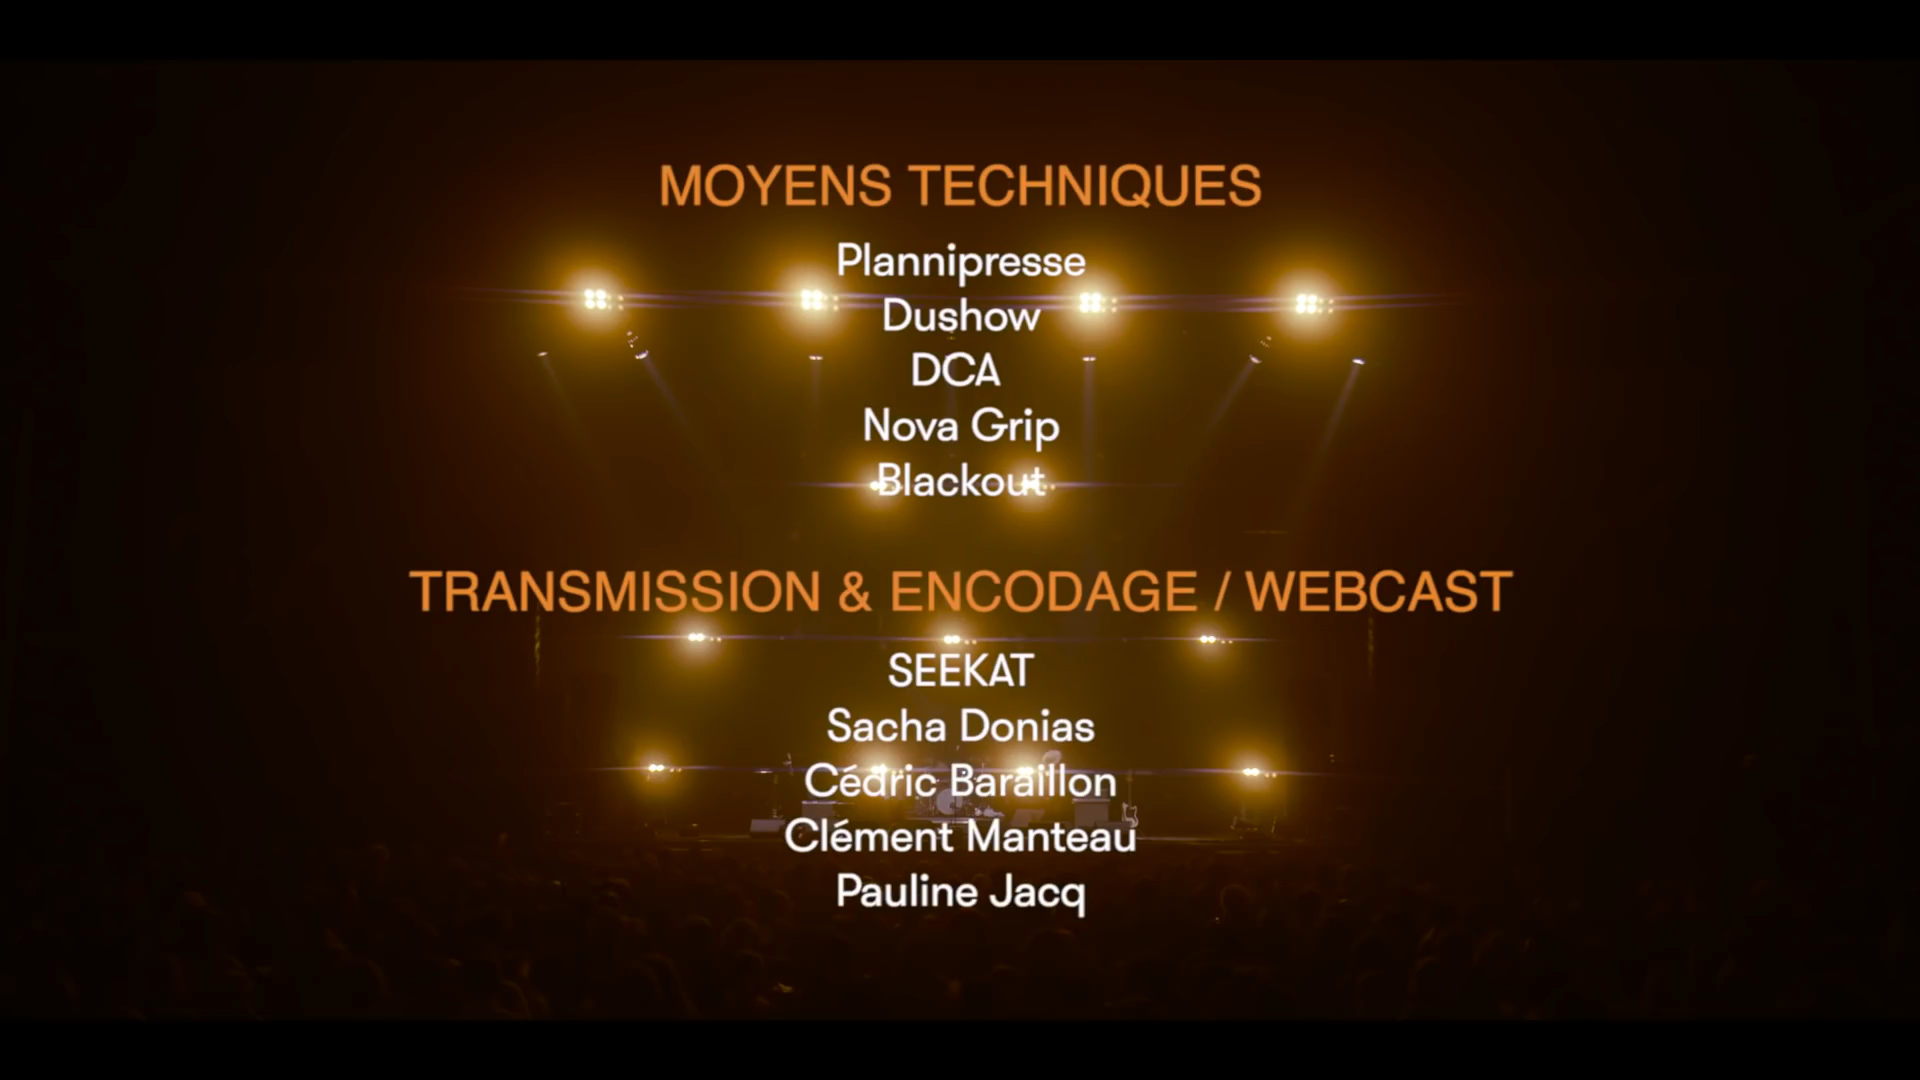 MOYENS TECHNIQUES
Plannipresse
Dushow
DCA
Nova Grip
Blackout
TRANSMISSION & ENCODAGE / WEBCAST
SEEKAT
Sacha Donias
Cédric Baraillon
Clément Manteau
Pauline Jacq